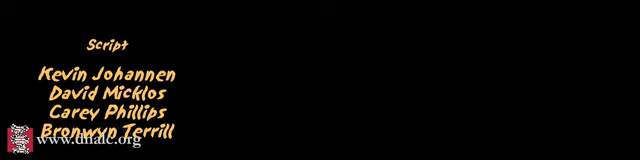 Script
Kevin Johannen
David Micklos
Carey Phillips
Bronwyn Terrill
www.dnalc.org